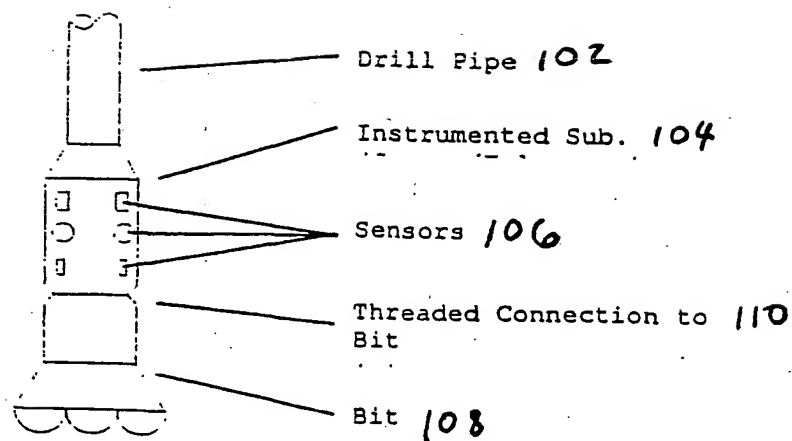 Drill Pipe 102
Instrumented Sub. 104
Sensors 106
Threaded Connection to 110
Bit
Bit 108